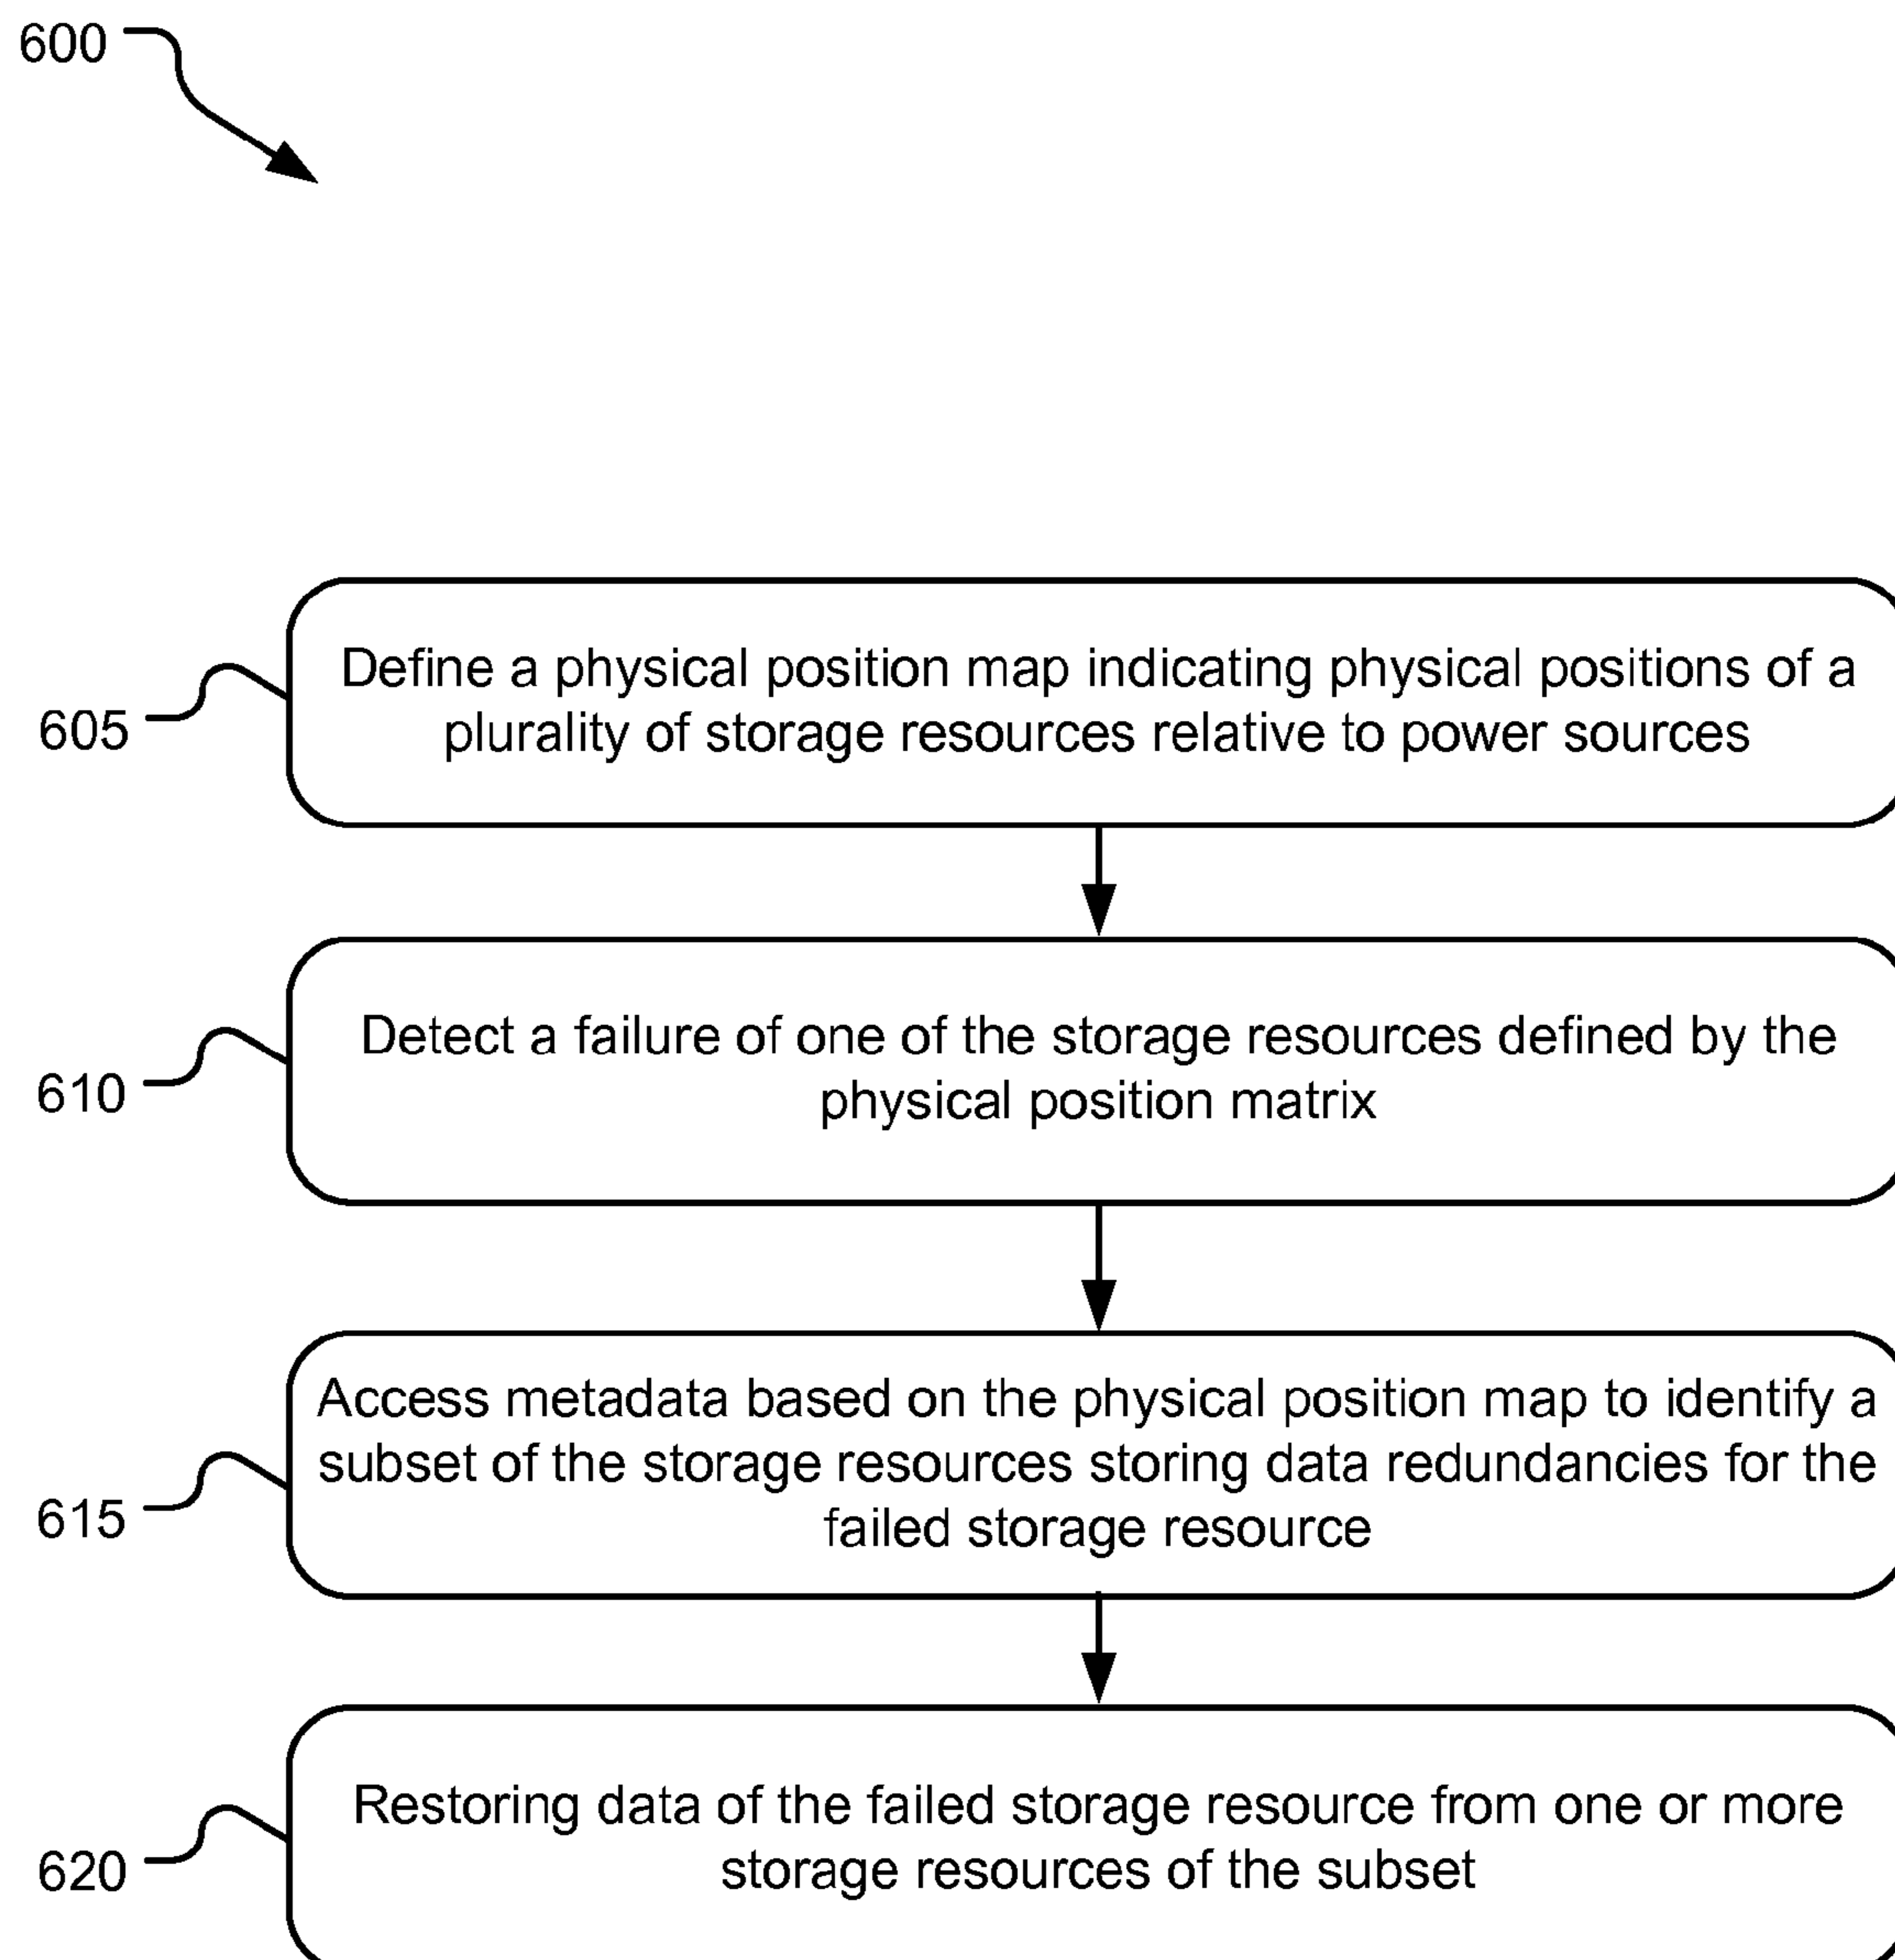 600
Define a physical position map indicating physical positions of a
plurality of storage resources relative to power sources
605
Detect a failure of one of the storage resources defined by the
physical position matrix
610
Access metadata based on the physical position map to identify a
subset of the storage resources storing data redundancies for the
failed storage resource
615
Restoring data of the failed storage resource from one or more
storage resources of the subset
620